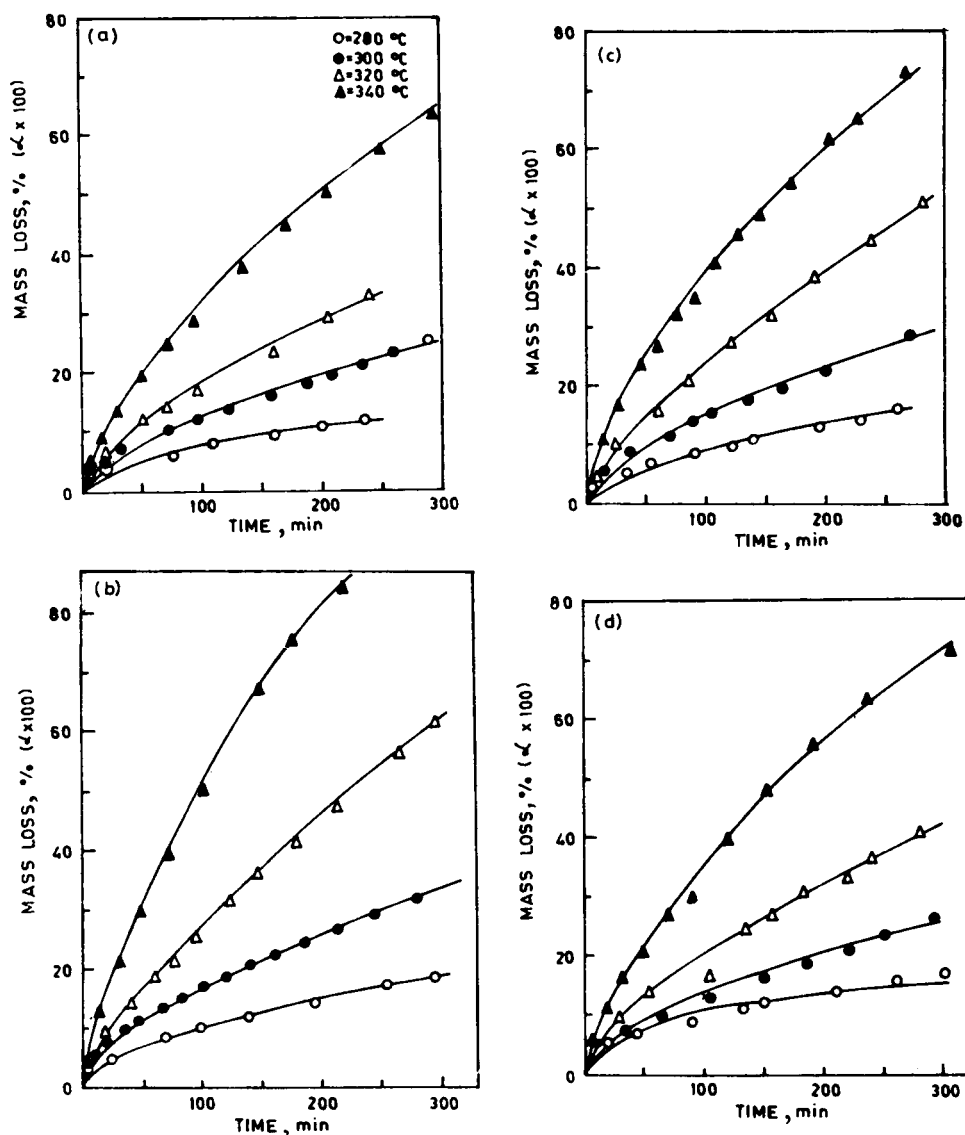 (a)
○=280 °C
●=300 °C
△=320 °C
▲=340 °C
80
60
40
20
0
100
200
300
MASS LOSS, % (α x 100)
TIME , min
(c)
80
60
40
20
0
100
200
300
MASS LOSS, % (α x 100)
TIME , min
(b)
80
60
40
20
0
100
200
300
MASS LOSS, % (αx100)
TIME , min
(d)
80
60
40
20
0
100
200
300
MASS LOSS, % (α x 100)
TIME , min